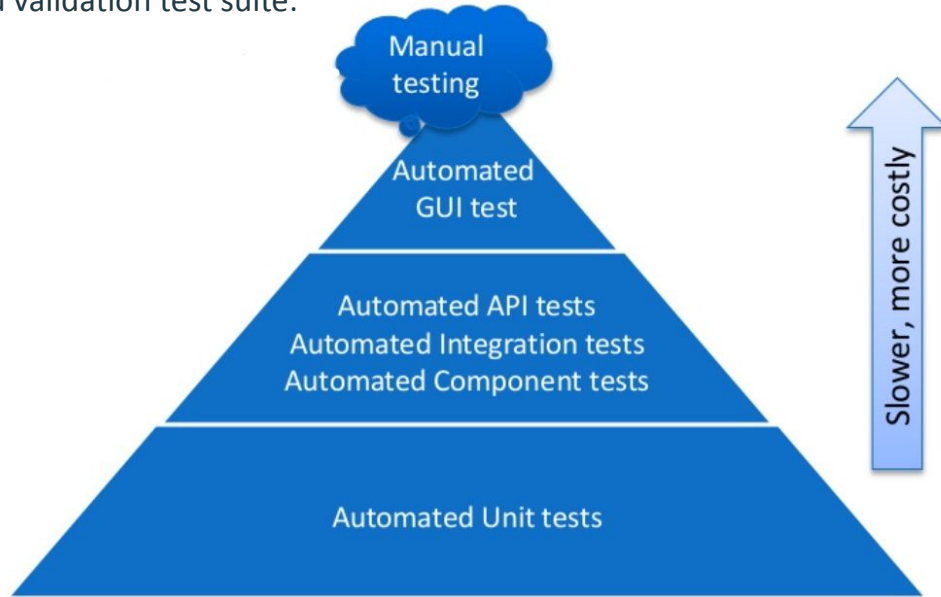 validation test suite.
Manual
testing
Automated
GUI test
Automated API tests
Automated Integration tests
Automated Component tests
Automated Unit tests
Slower, more costly